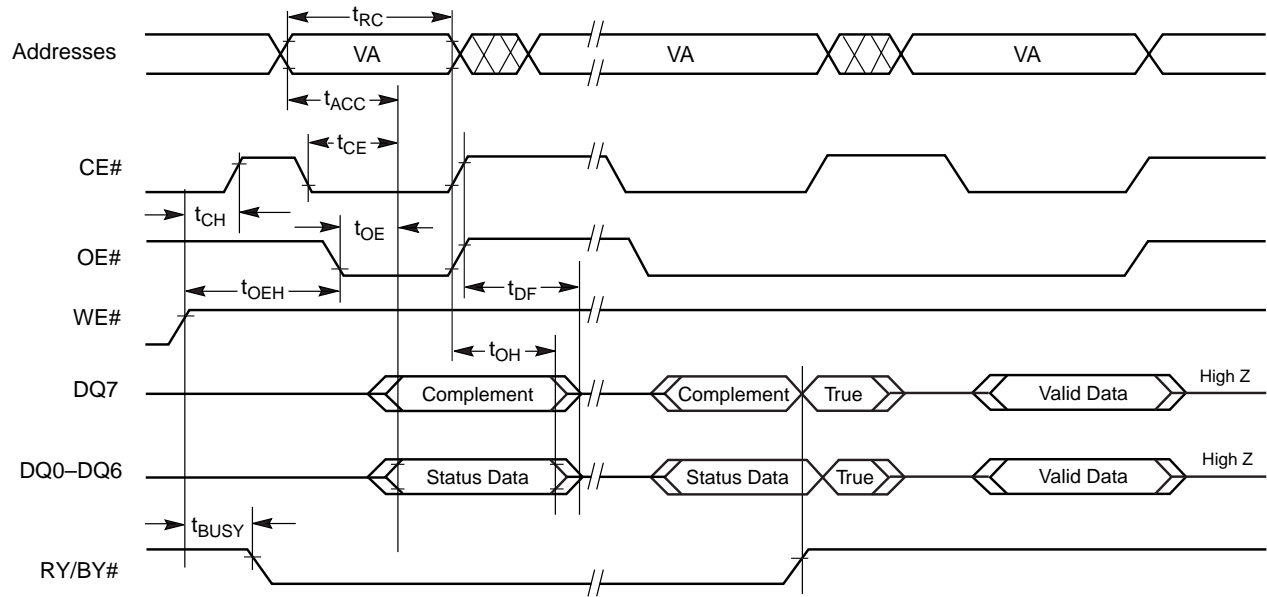 tRC
Addresses VA VA VA
tACC
tCE
CE#
tCH tOE
OE#
tOEH tDF
WE#
tOH
DQ7 Complement Complement True Valid Data High Z
DQ0–DQ6 Status Data Status Data True Valid Data High Z
tBUSY
RY/BY#